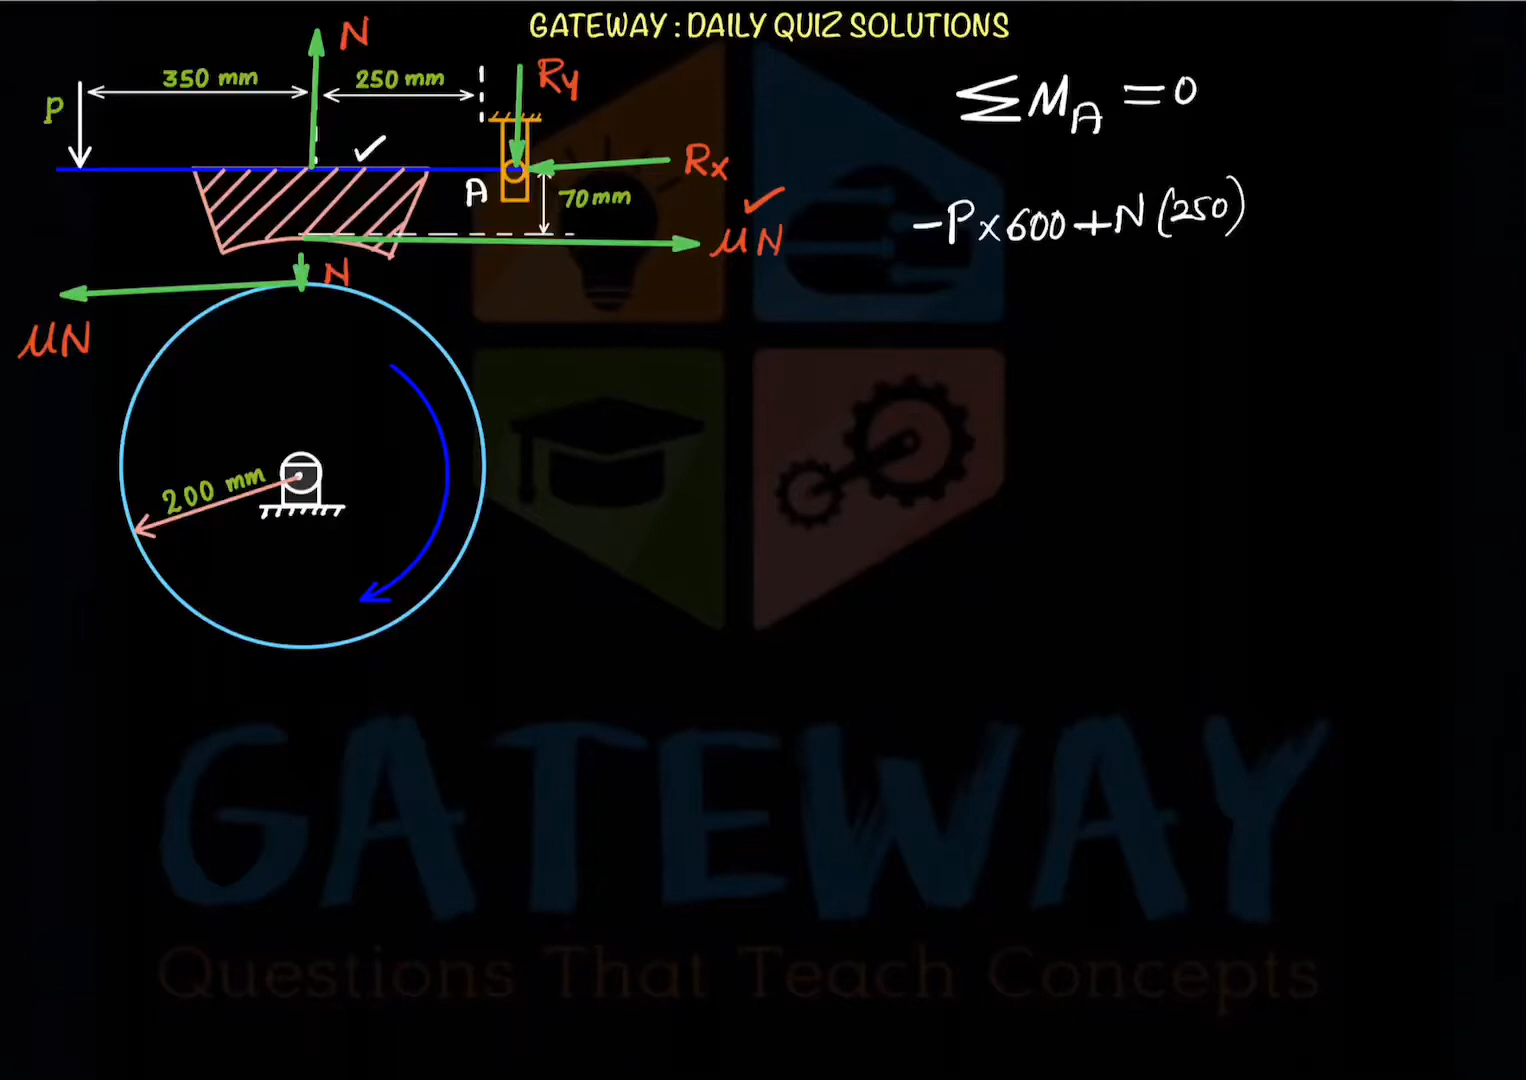 GATEWAY : DAILY QUIZ SOLUTIONS
N
350 mm
250 mm
P
Ry
Rx
A
70 mm
μN
N
μN
200 mm
ΣM_A = 0
-P×600+N(250)
GATEWAY
Questions That Teach Concepts